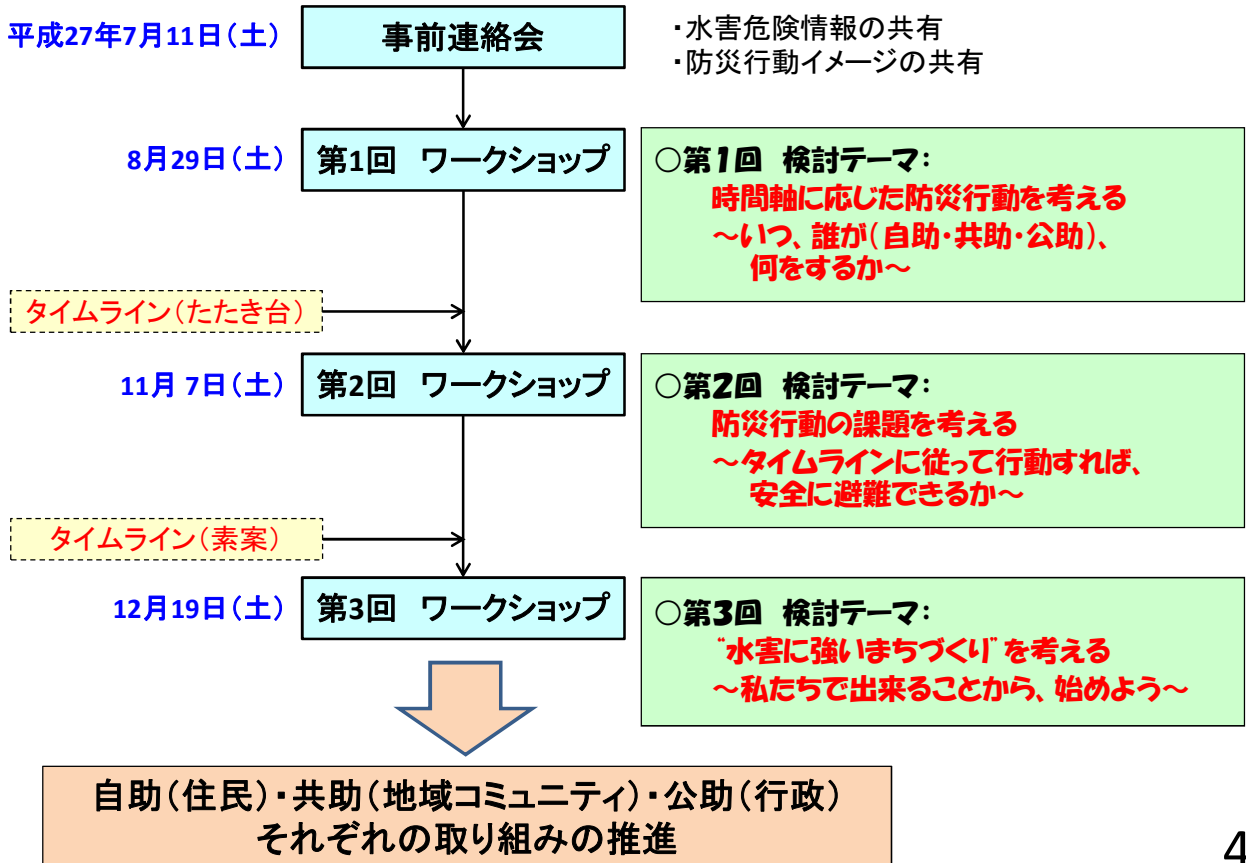 平成27年7月11日(土)
事前連絡会
・水害危険情報の共有
・防災行動イメージの共有
8月29日(土)
第1回 ワークショップ
○第1回 検討テーマ:
時間軸に応じた防災行動を考える
～いつ、誰が(自助・共助・公助)、
何をするか～
タイムライン(たたき台)
11月 7日(土)
第2回 ワークショップ
○第2回 検討テーマ:
防災行動の課題を考える
～タイムラインに従って行動すれば、
安全に避難できるか～
タイムライン(素案)
12月19日(土)
第3回 ワークショップ
○第3回 検討テーマ:
“水害に強いまちづくり”を考える
～私たちで出来ることから、始めよう～
自助(住民)・共助(地域コミュニティ)・公助(行政)
それぞれの取り組みの推進
4